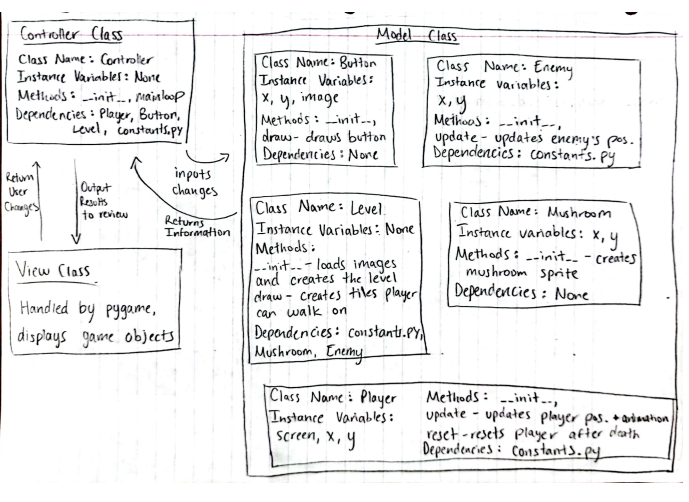 Controller Class
Class Name: Controller
Instance Variables: None
Methods: __init__, mainloop
Dependencies: Player, Button,
Level, constants.py
Return
User
Changes
Output
Results
to review
inputs
changes
Returns
Information
View Class
Handled by pygame,
displays game objects
Model Class
Class Name: Button
Instance Variables:
x, y, image
Methods: __init__,
draw - draws button
Dependencies: None
Class Name: Enemy
Instance variables:
x, y
Methods: __init__,
update - updates enemy's pos.
Dependencies: constants.py
Class Name: Level
Instance Variables: None
Methods:
__init__ - loads images
and creates the level
draw - creates tiles player
can walk on
Dependencies: constants.py,
Mushroom, Enemy
Class Name: Mushroom
Instance variables: x, y
Methods: __init__ - creates
mushroom sprite
Dependencies: None
Class Name: Player
Instance Variables:
screen, x, y
Methods: __init__,
update - updates player pos. + animation
reset - resets player after death
Dependencies: constants.py